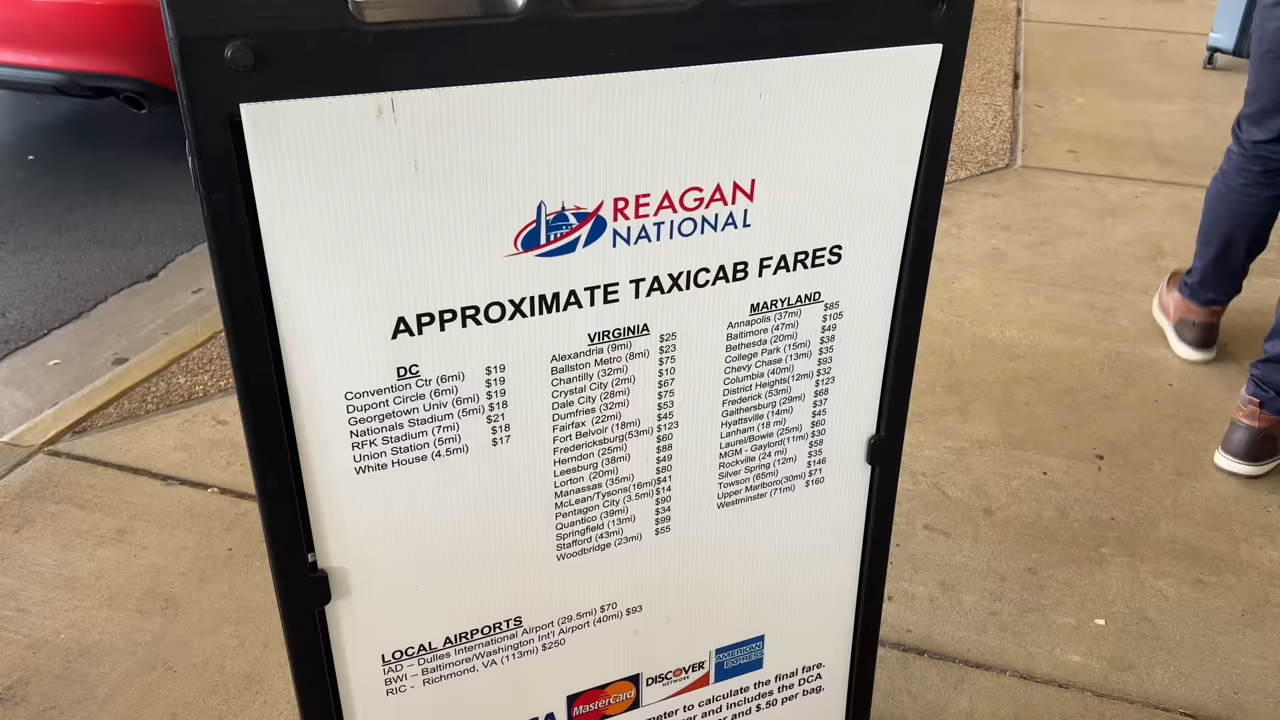 REAGAN
NATIONAL
APPROXIMATE TAXICAB FARES
DC
Convention Ctr (6mi) $19
Dupont Circle (6mi) $19
Georgetown Univ (6mi) $19
Nationals Stadium (5mi) $18
RFK Stadium (7mi) $21
Union Station (5mi) $18
White House (4.5mi) $17
VIRGINIA
Alexandria (9mi) $25
Ballston Metro (8mi) $23
Chantilly (32mi) $75
Crystal City (2mi) $10
Dale City (28mi) $67
Dumfries (32mi) $75
Fairfax (22mi) $53
Fort Belvoir (18mi) $45
Fredericksburg(53mi) $123
Herndon (25mi) $60
Leesburg (38mi) $88
Lorton (20mi) $49
Manassas (35mi) $80
McLean/Tysons(16mi)$41
Pentagon City (3.5mi)$14
Quantico (39mi) $90
Springfield (13mi) $34
Stafford (43mi) $99
Woodbridge (23mi) $55
MARYLAND
Annapolis (37mi) $85
Baltimore (47mi) $105
Bethesda (20mi) $49
College Park (15mi) $38
Chevy Chase (13mi) $35
Columbia (40mi) $93
District Heights(12mi) $32
Frederick (53mi) $123
Gaithersburg (29mi) $68
Hyattsville (14mi) $37
Lanham (18 mi) $45
Laurel/Bowie (25mi) $60
MGM - Gaylord(11mi) $30
Rockville (24 mi) $58
Silver Spring (12mi) $35
Towson (65mi) $146
Upper Marlboro(30mi) $71
Westminster (71mi) $160
LOCAL AIRPORTS
IAD – Dulles International Airport (29.5mi) $70
BWI – Baltimore/Washington Int'l Airport (40mi) $93
RIC - Richmond, VA (113mi) $250
MasterCard
DISCOVER
NETWORK
AMERICAN
EXPRESS
meter to calculate the final fare.
and includes the DCA
and $.50 per bag,